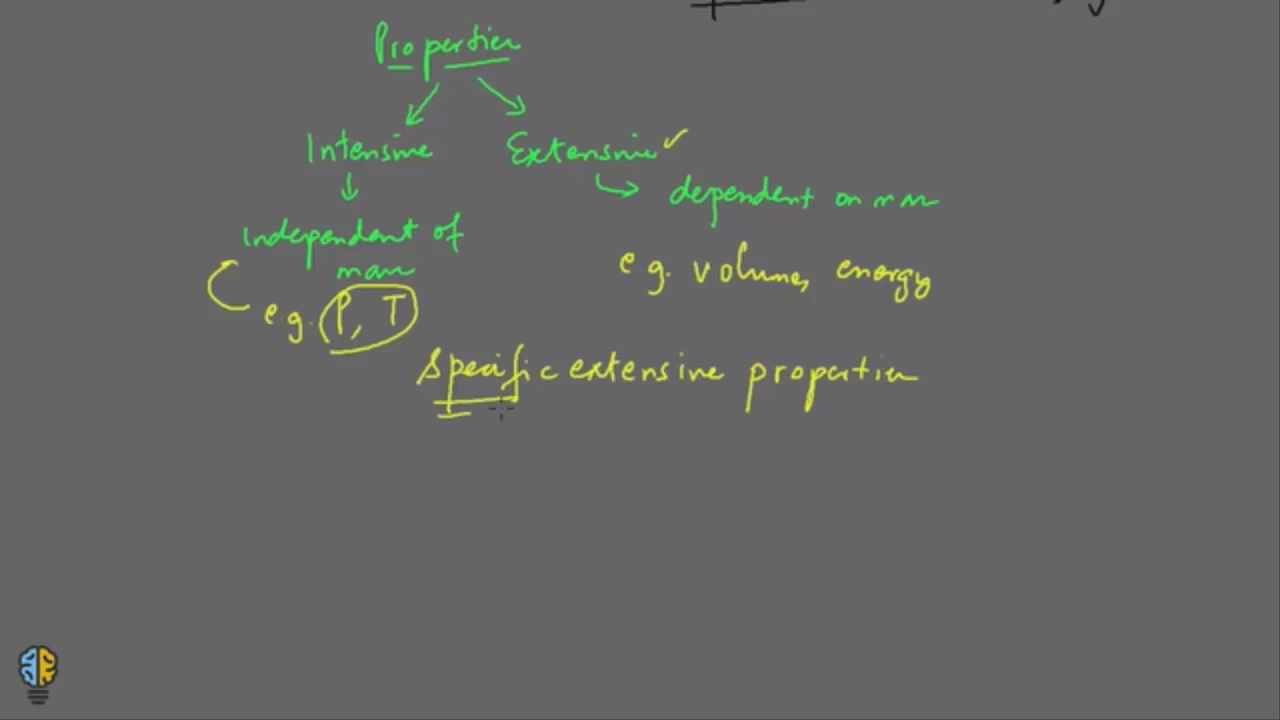 Properties
Intensive Extensive
dependent on mass
independent of
mass
e.g. volume, energy
e.g. P, T
Specific extensive properties